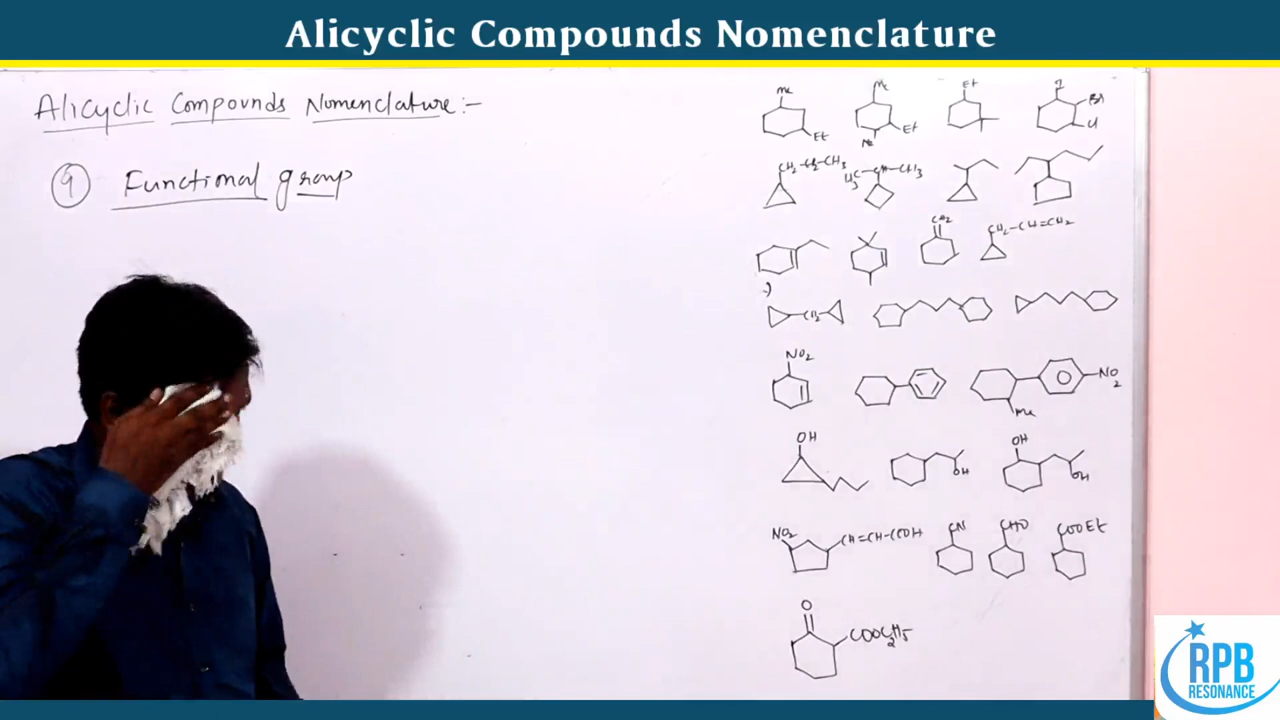 Alicyclic Compounds Nomenclature
Alicyclic Compounds Nomenclature :-
9 Functional group
Me Me Et
Et Et Br
Me Cl
CH2-CH2-CH3 H3C-CH-CH3
CH2 CH2-CH=CH2
CH2
NO2
NO2
Me
OH OH
OH OH
NO2 CH=CH-COOH CN CHO COOEt
O
COOC2H5
RPB
RESONANCE